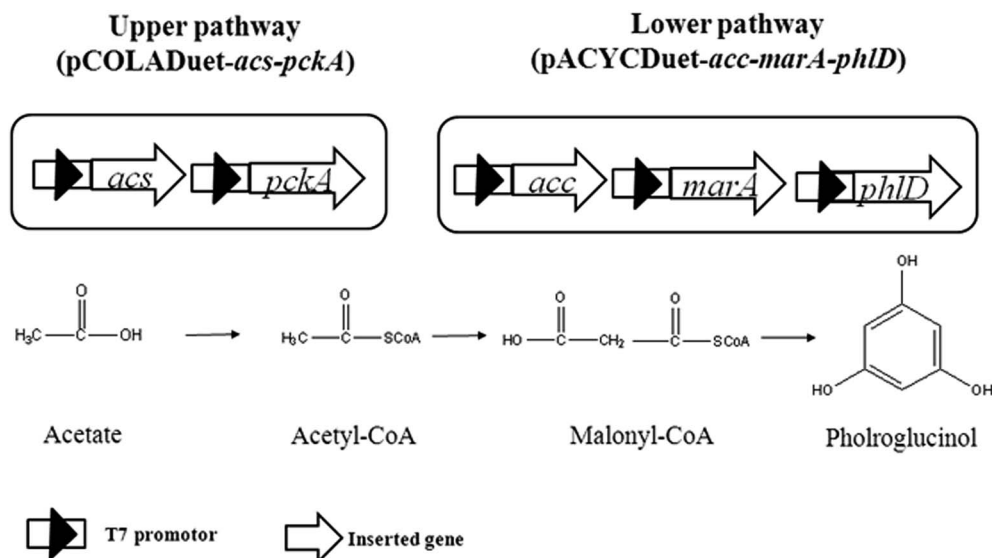 Upper pathway
(pCOLADuet-acs-pckA)
Lower pathway
(pACYCDuet-acc-marA-phlD)
acs
pckA
acc
marA
phlD
O
H₃C—C—OH
O
H₃C—C—SCoA
O O
HO—C—CH₂—C—SCoA
OH
HO OH
Acetate
Acetyl-CoA
Malonyl-CoA
Pholroglucinol
T7 promotor
Inserted gene